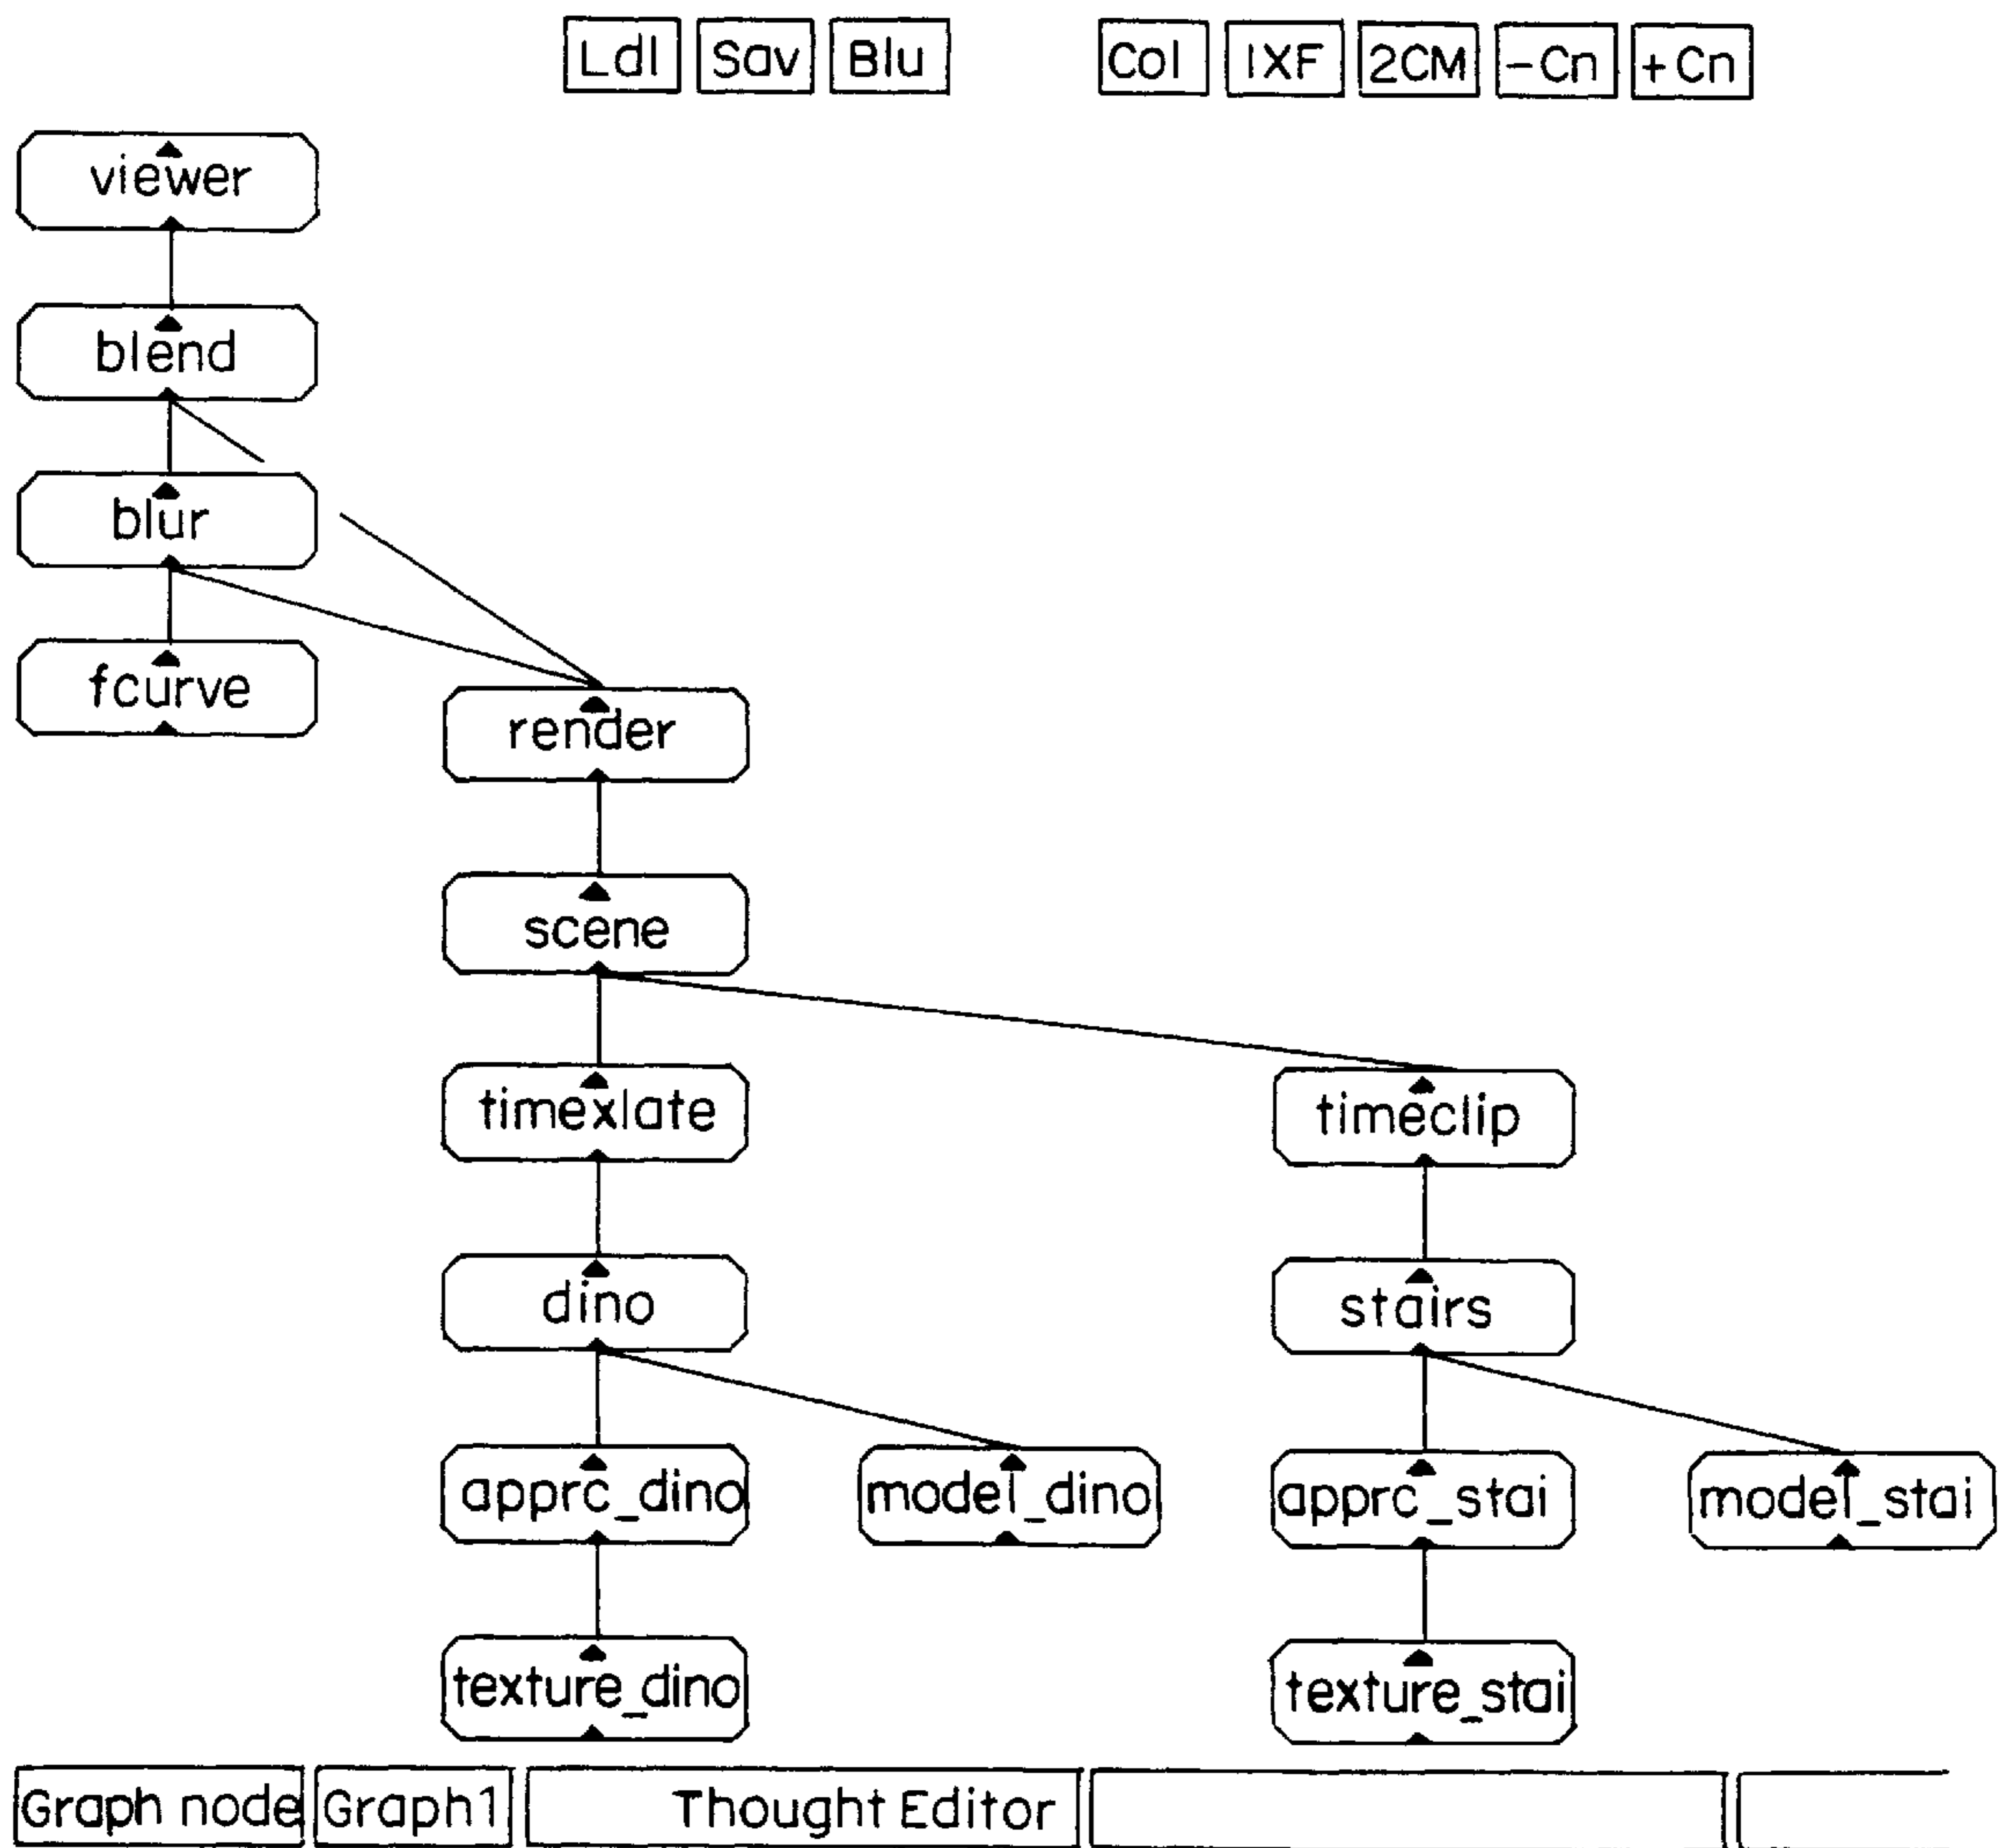 Ldl Sav Blu Col 1XF 2CM -Cn +Cn
viewer
blend
blur
fcurve
render
scene
timexlate timeclip
dino stairs
apprc_dino model_dino apprc_stai model_stai
texture_dino texture_stai
Graph node Graph1 Thought Editor